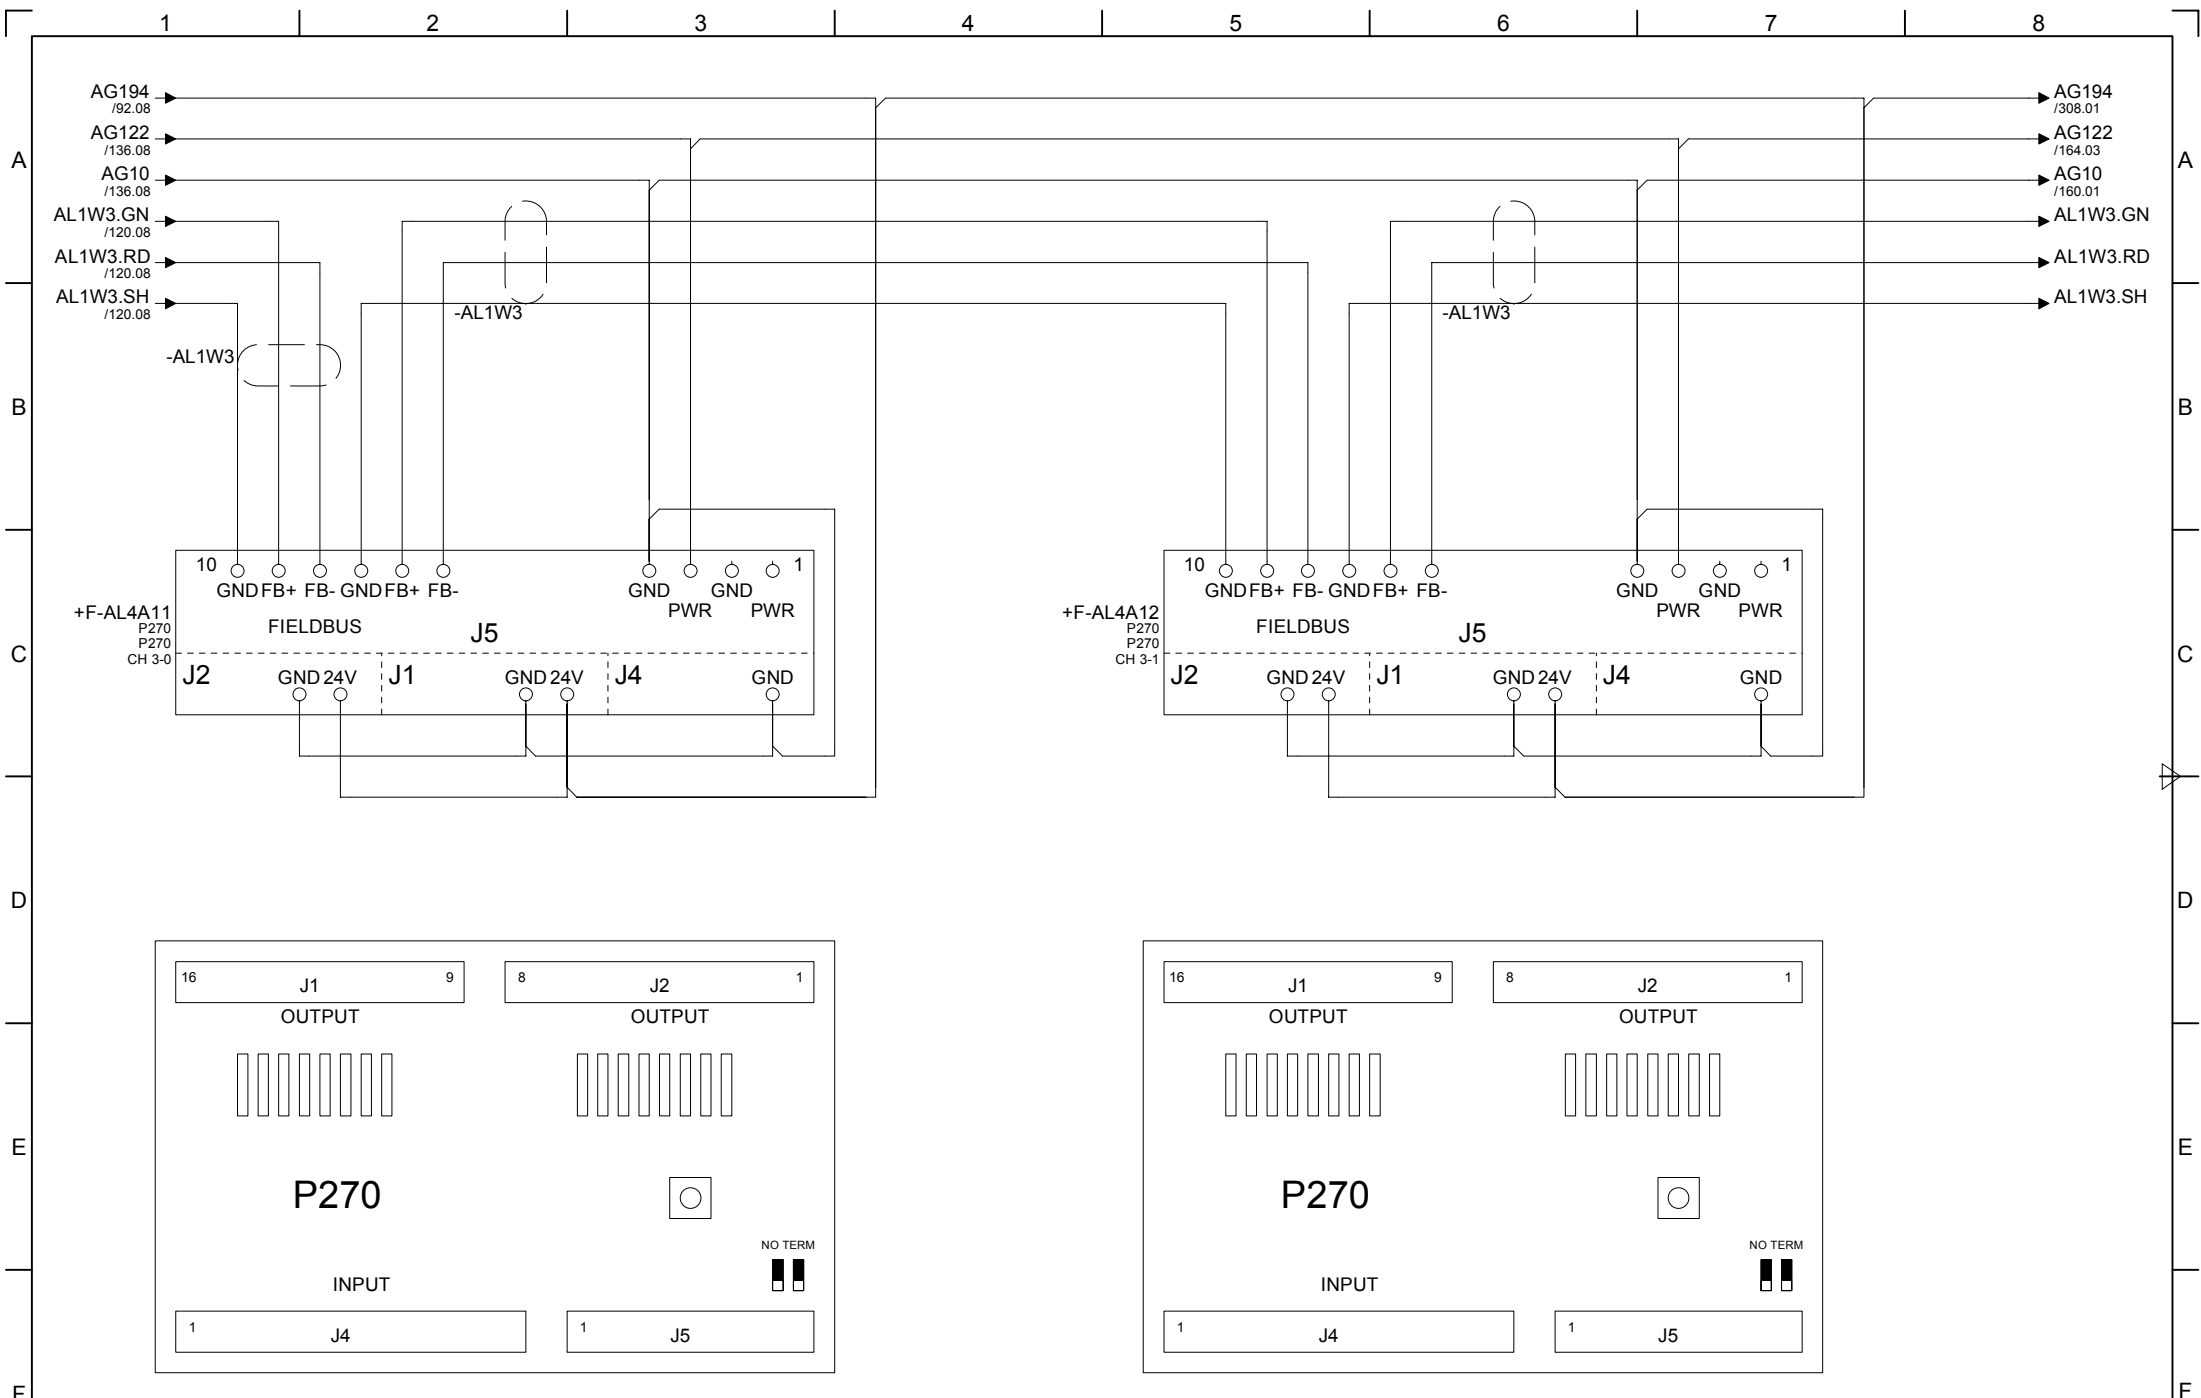 1 2 3 4 5 6 7 8
AG194 AG194
/92.08 /308.01
AG122 AG122
/136.08 /164.03
A A
AG10 AG10
/136.08 /160.01
AL1W3.GN AL1W3.GN
/120.08
AL1W3.RD AL1W3.RD
/120.08
AL1W3.SH AL1W3.SH
/120.08
-AL1W3 -AL1W3
-AL1W3
B B
10 1 10 1
GND FB+ FB- GND FB+ FB- GND GND GND FB+ FB- GND FB+ FB- GND GND
+F-AL4A11 PWR PWR +F-AL4A12 PWR PWR
P270 FIELDBUS J5 P270 FIELDBUS J5
P270 P270
C C
CH 3-0 CH 3-1
J2 GND 24V J1 GND 24V J4 GND J2 GND 24V J1 GND 24V J4 GND
D D
16 J1 9 8 J2 1 16 J1 9 8 J2 1
OUTPUT OUTPUT OUTPUT OUTPUT
E E
P270 P270
NO TERM NO TERM
INPUT INPUT
1 J4 1 J5 1 J4 1 J5
F F